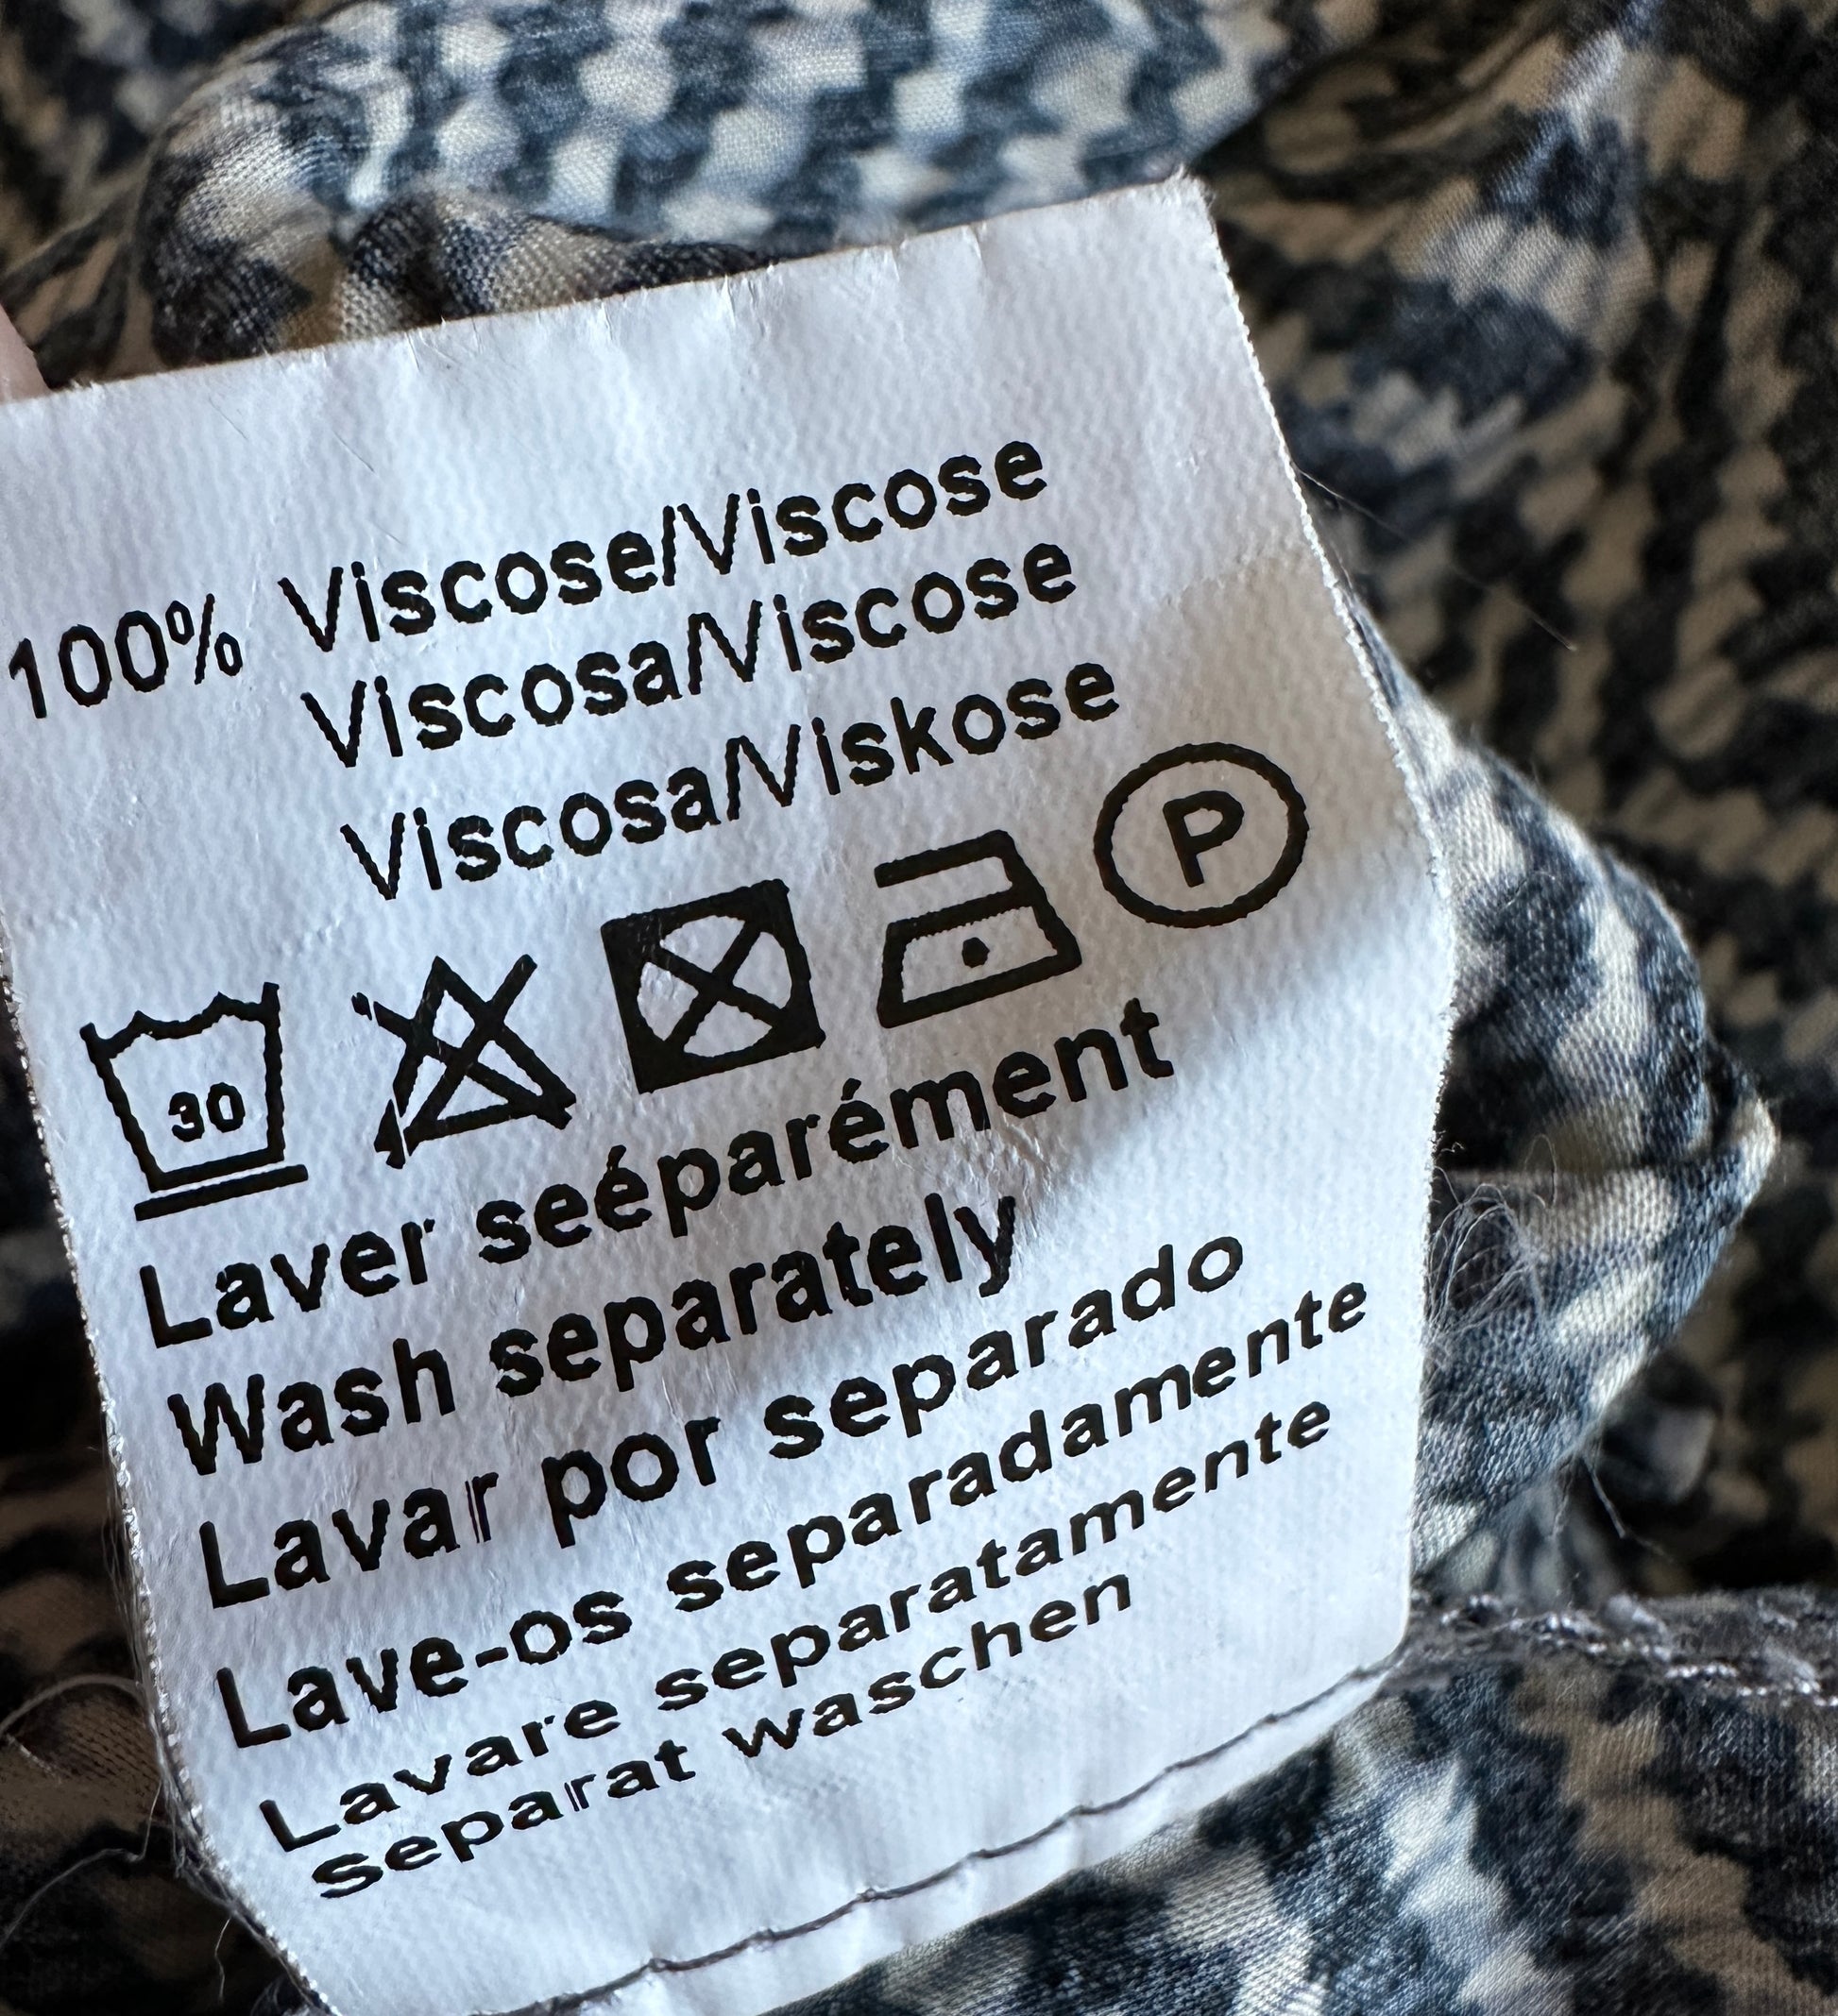 100% Viscose/Viscose
Viscosa/Viscose
Viscosa/Viskose
30 P
Laver seéparément
Wash separately
Lavar por separado
Lave-os separadamente
Lavare separatamente
Separat waschen